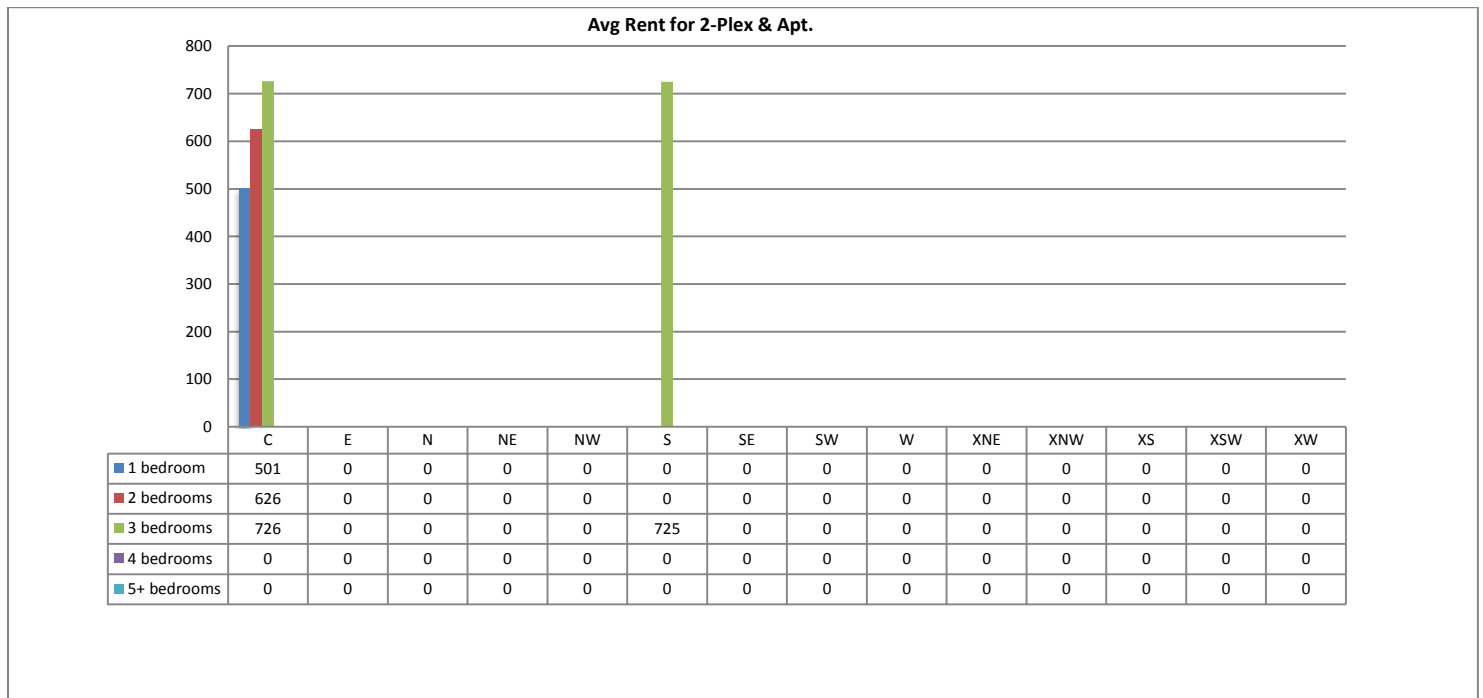 Avg Rent for 2-Plex & Apt.
800
700
600
500
400
300
200
100
0
C E N NE NW S SE SW W XNE XNW XS XSW XW
1 bedroom 501 0 0 0 0 0 0 0 0 0 0 0 0 0
2 bedrooms 626 0 0 0 0 0 0 0 0 0 0 0 0 0
3 bedrooms 726 0 0 0 0 725 0 0 0 0 0 0 0 0
4 bedrooms 0 0 0 0 0 0 0 0 0 0 0 0 0 0
5+ bedrooms 0 0 0 0 0 0 0 0 0 0 0 0 0 0